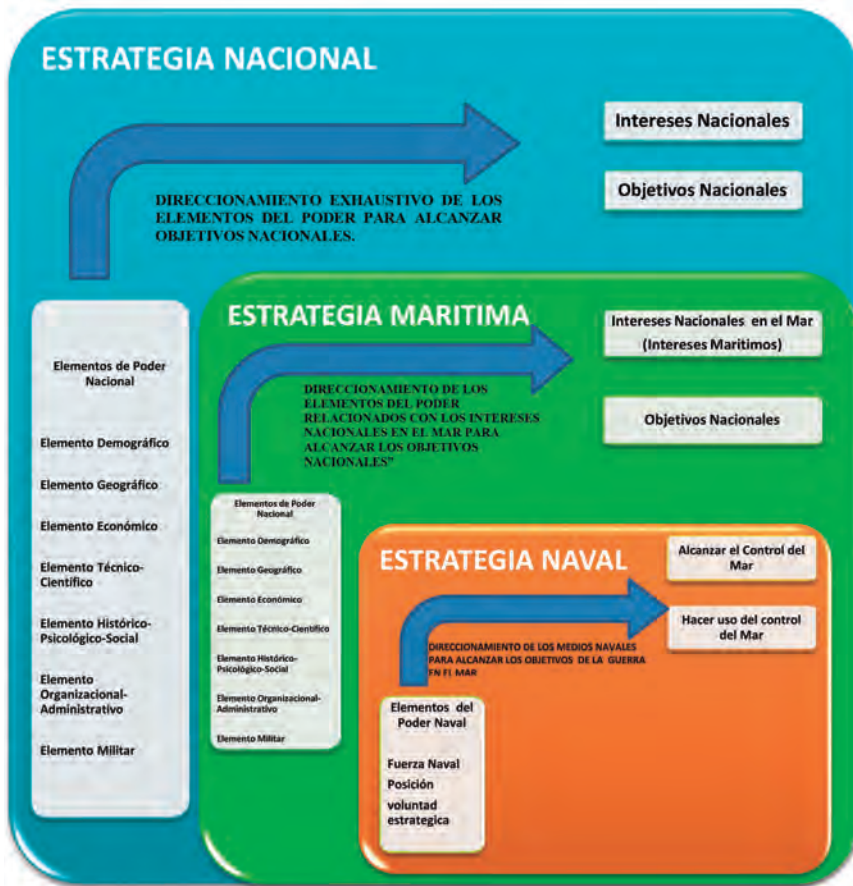 ESTRATEGIA NACIONAL
Intereses Nacionales
Objetivos Nacionales
DIRECCIONAMIENTO EXHAUSTIVO DE LOS
ELEMENTOS DEL PODER PARA ALCANZAR
OBJETIVOS NACIONALES.
Elementos de Poder
Nacional
Elemento Demográfico
Elemento Geográfico
Elemento Económico
Elemento Técnico-
Científico
Elemento Histórico-
Psicológico-Social
Elemento
Organizacional-
Administrativo
Elemento Militar
ESTRATEGIA MARITIMA
Intereses Nacionales en el Mar
(Intereses Maritimos)
Objetivos Nacionales
DIRECCIONAMIENTO DE LOS
ELEMENTOS DEL PODER
RELACIONADOS CON LOS INTERESES
NACIONALES EN EL MAR PARA
ALCANZAR LOS OBJETIVOS
NACIONALES”
Elementos de Poder
Nacional
Elemento Demográfico
Elemento Geográfico
Elemento Económico
Elemento Técnico-Científico
Elemento Histórico-
Psicológico-Social
Elemento Organizacional-
Administrativo
Elemento Militar
ESTRATEGIA NAVAL
Alcanzar el Control del
Mar
Hacer uso del control
del Mar
DIRECCIONAMIENTO DE LOS MEDIOS NAVALES
PARA ALCANZAR LOS OBJETIVOS DE LA GUERRA
EN EL MAR
Elementos del
Poder Naval
Fuerza Naval
Posición
voluntad
estrategica